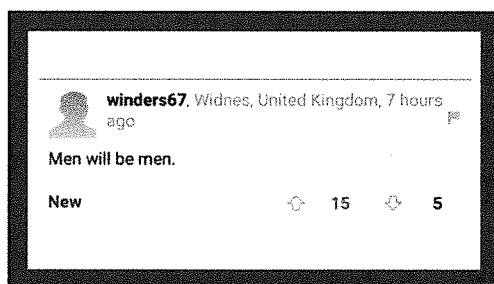 winders67, Widnes, United Kingdom, 7 hours
ago
Men will be men.
New 15 5